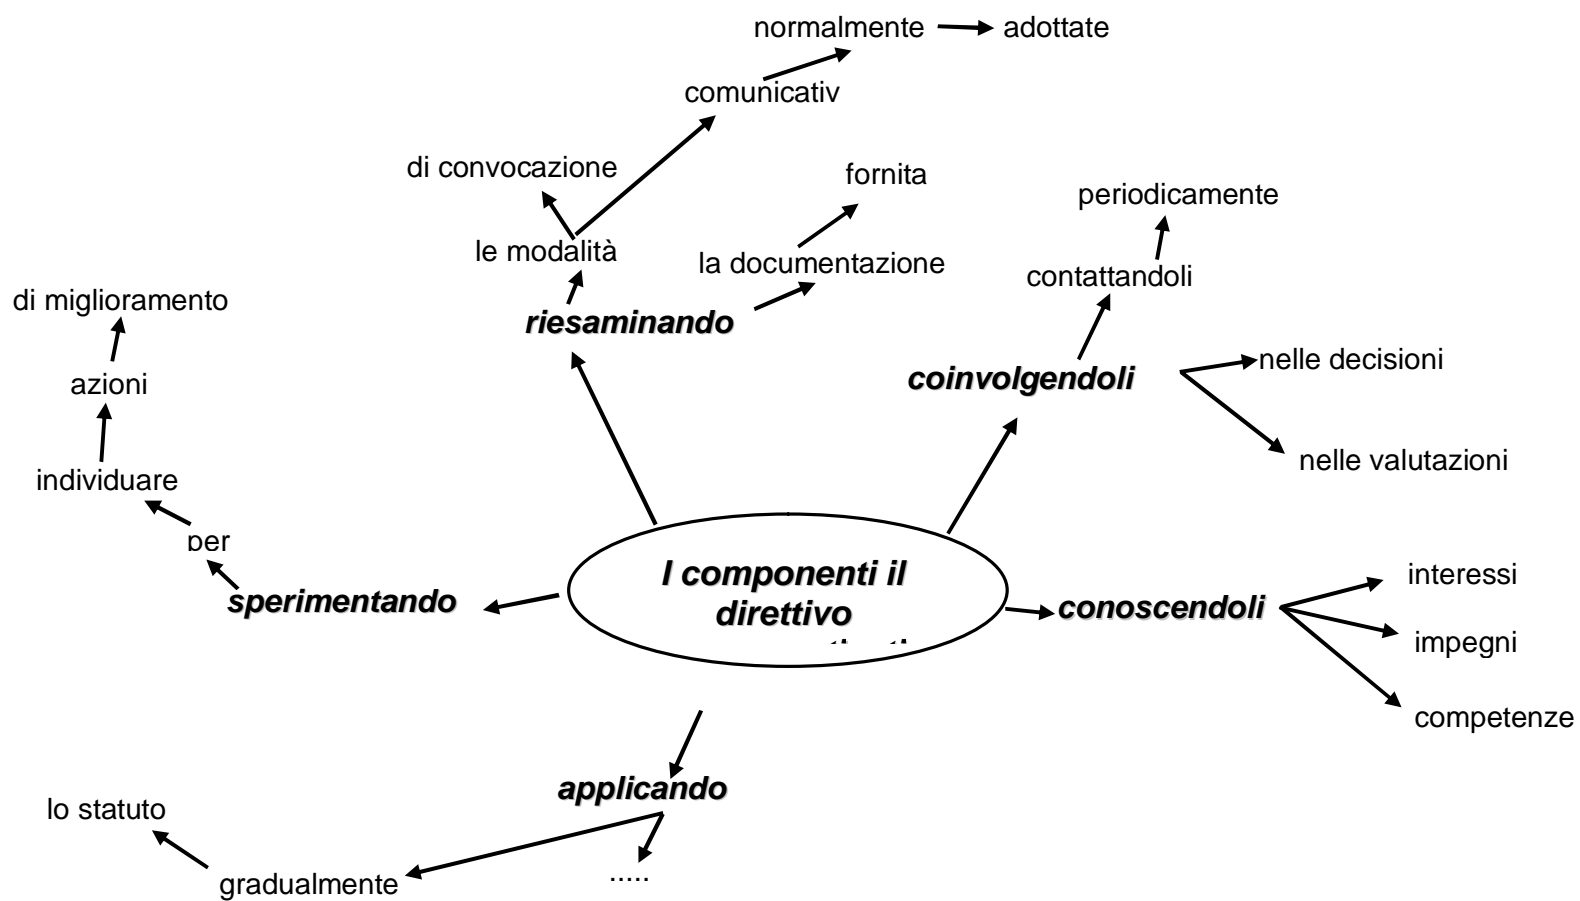 normalmente
adottate
comunicativ
di convocazione
fornita
periodicamente
le modalità
la documentazione
contattandoli
di miglioramento
riesaminando
coinvolgendoli
nelle decisioni
azioni
individuare
nelle valutazioni
per
I componenti il
direttivo
sperimentando
conoscendoli
interessi
impegni
competenze
applicando
lo statuto
gradualmente
.....